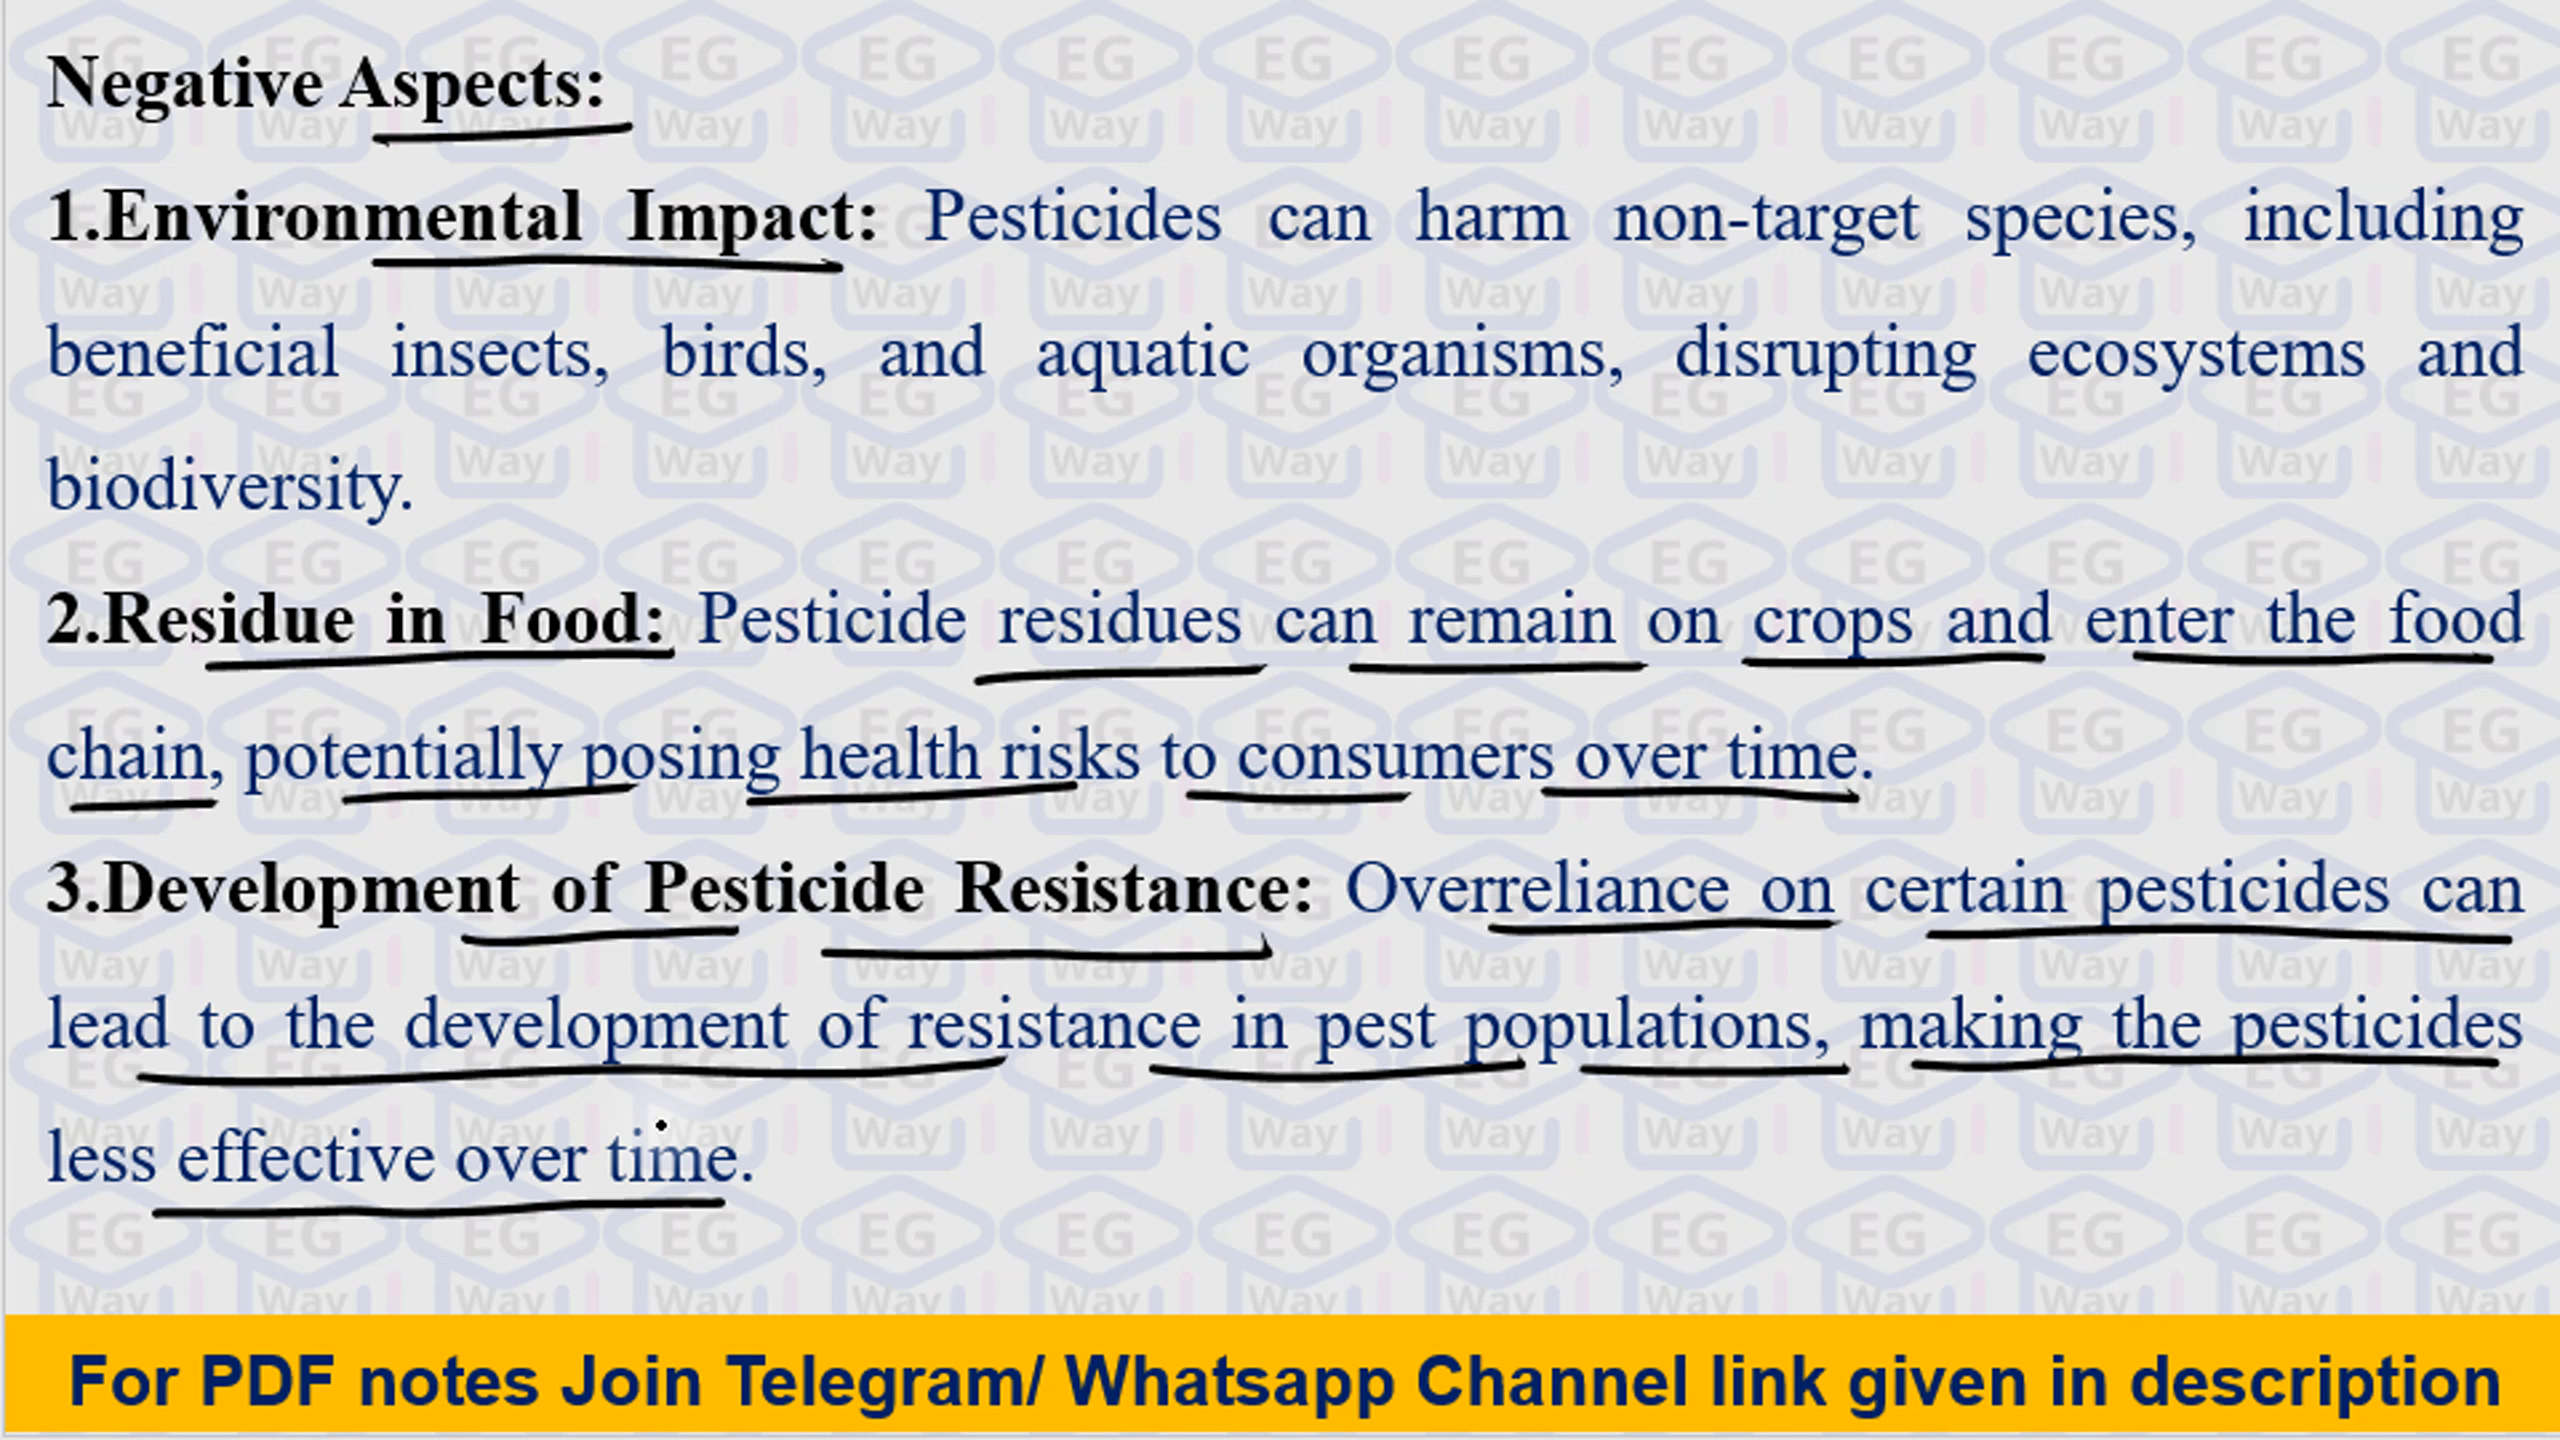 Negative Aspects:
1.Environmental Impact: Pesticides can harm non-target species, including
beneficial insects, birds, and aquatic organisms, disrupting ecosystems and
biodiversity.
2.Residue in Food: Pesticide residues can remain on crops and enter the food
chain, potentially posing health risks to consumers over time.
3.Development of Pesticide Resistance: Overreliance on certain pesticides can
lead to the development of resistance in pest populations, making the pesticides
less effective over time.
For PDF notes Join Telegram/ Whatsapp Channel link given in description